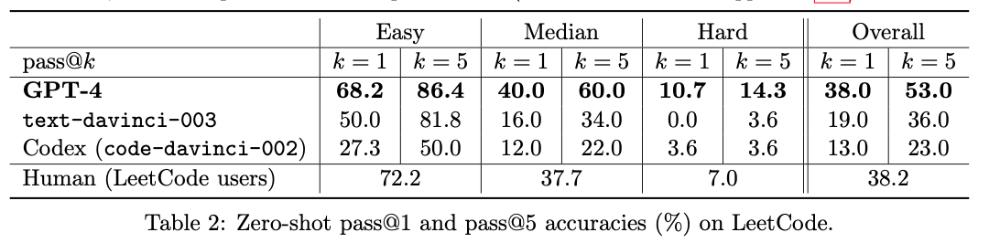 Easy Median Hard Overall
pass@k k = 1 k = 5 k = 1 k = 5 k = 1 k = 5 k = 1 k = 5
GPT-4 68.2 86.4 40.0 60.0 10.7 14.3 38.0 53.0
text-davinci-003 50.0 81.8 16.0 34.0 0.0 3.6 19.0 36.0
Codex (code-davinci-002) 27.3 50.0 12.0 22.0 3.6 3.6 13.0 23.0
Human (LeetCode users) 72.2 37.7 7.0 38.2
Table 2: Zero-shot pass@1 and pass@5 accuracies (%) on LeetCode.